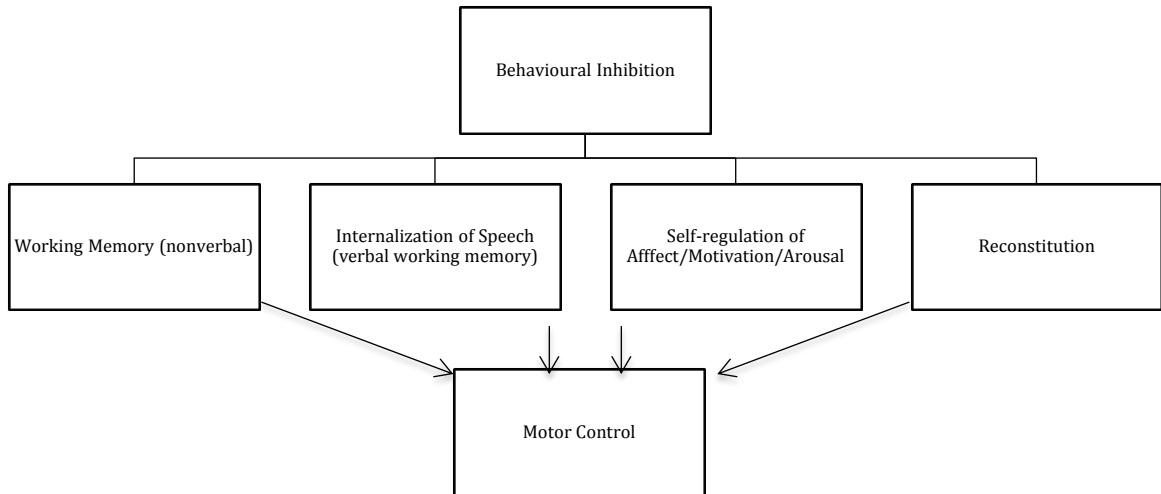 Behavioural Inhibition
Working Memory (nonverbal)
Internalization of Speech
(verbal working memory)
Self-regulation of
Afffect/Motivation/Arousal
Reconstitution
Motor Control